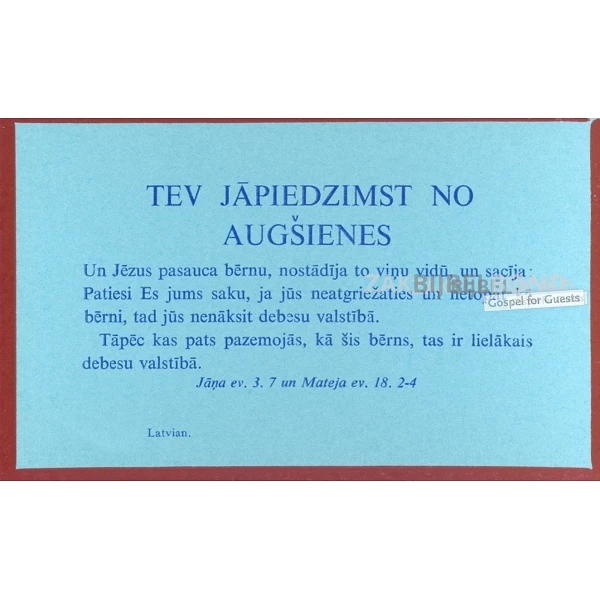 TEV JĀPIEDZIMST NO
AUGŠIENES
Un Jēzus pasauca bērnu, nostādīja to viņu vidū, un sacīja:
Patiesi Es jums saku, ja jūs neatgriežaties un
bērni, tad jūs nenāksit debesu valstībā.
Tāpēc kas pats pazemojās, kā šis bērns, tas ir lielākais
debesu valstībā.
Jāņa ev. 3. 7 un Mateja ev. 18. 2-4
Latvian.
Gospel for Guests